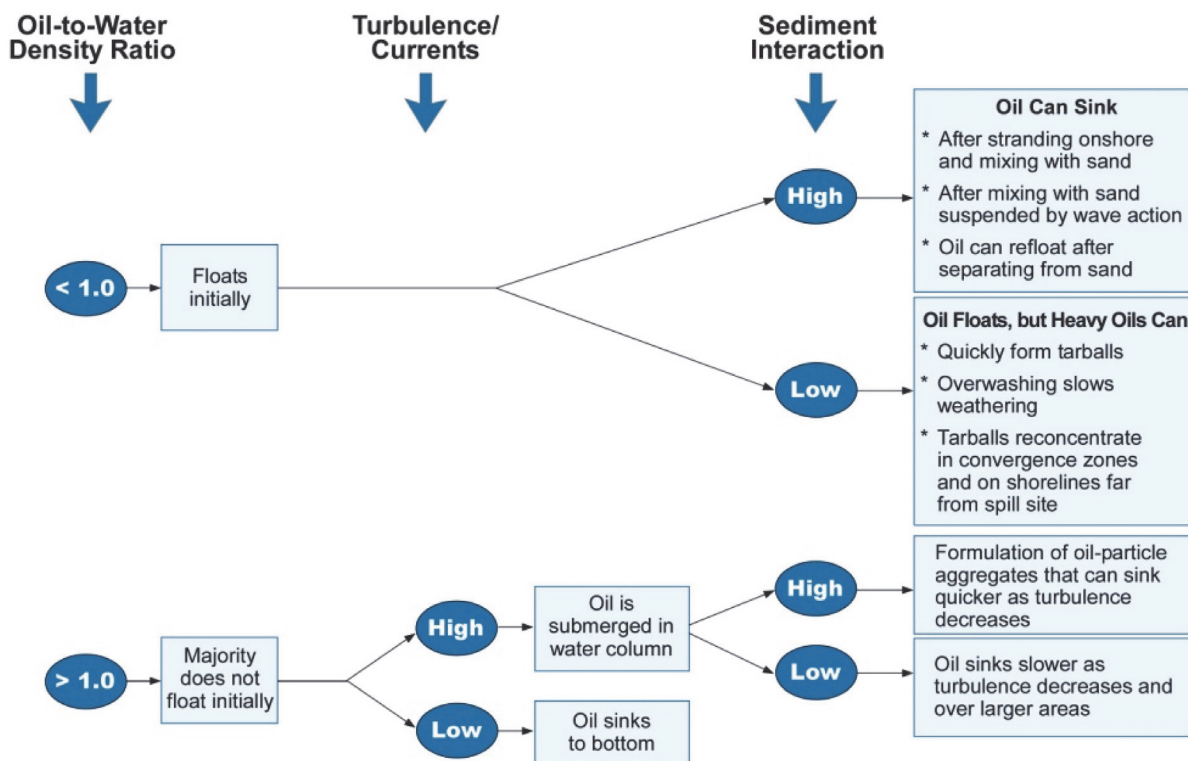 Oil-to-Water
Density Ratio
Turbulence/
Currents
Sediment
Interaction
< 1.0
Floats
initially
High
Oil Can Sink
* After stranding onshore
and mixing with sand
* After mixing with sand
suspended by wave action
* Oil can refloat after
separating from sand
Low
Oil Floats, but Heavy Oils Can
* Quickly form tarballs
* Overwashing slows
weathering
* Tarballs reconcentrate
in convergence zones
and on shorelines far
from spill site
> 1.0
Majority
does not
float initially
High
Oil is
submerged in
water column
High
Formulation of oil-particle
aggregates that can sink
quicker as turbulence
decreases
Low
Oil sinks slower as
turbulence decreases and
over larger areas
Low
Oil sinks
to bottom